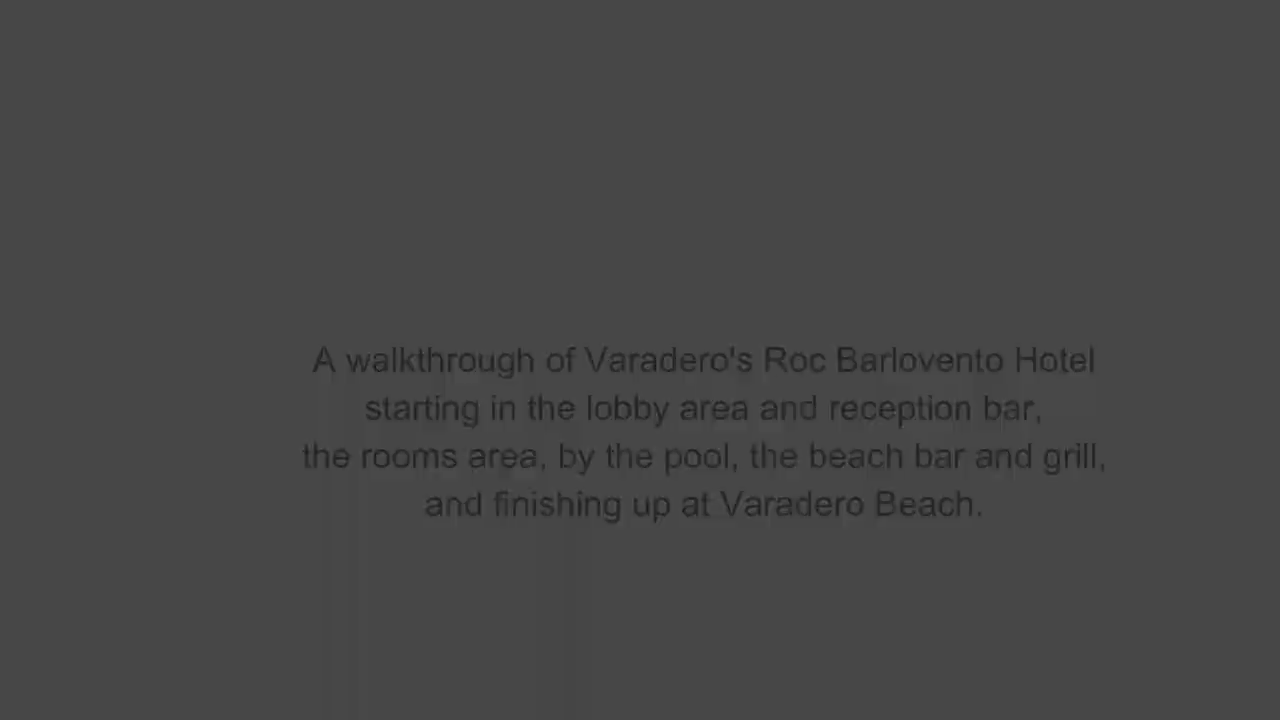 A walkthrough of Varadero's Roc Barlovento Hotel
starting in the lobby area and reception bar,
the rooms area, by the pool, the beach bar and grill,
and finishing up at Varadero Beach.